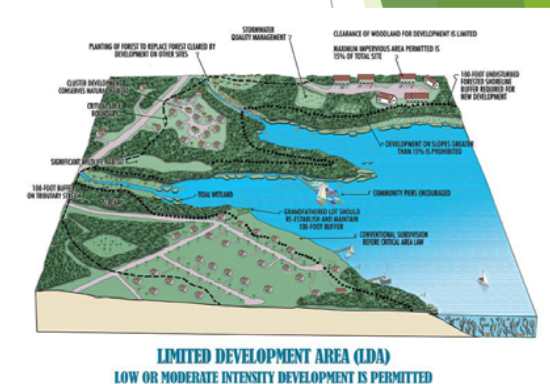 STORMWATER
QUALITY MANAGEMENT
CLEARANCE OF WOODLAND FOR DEVELOPMENT IS LIMITED
PLANTING OF FOREST TO REPLACE FOREST CLEARED BY
DEVELOPMENT ON OTHER SITES
MAXIMUM IMPERVIOUS AREA PERMITTED IS
15% OF TOTAL SITE
CLUSTER DEVELOPMENT
CONSERVES NATURAL HABITAT
100-FOOT UNDISTURBED
FORESTED SHORELINE
BUFFER REQUIRED FOR
NEW DEVELOPMENT
CRITICAL AREA
BOUNDARY
DEVELOPMENT ON SLOPES GREATER
THAN 15% IS PROHIBITED
SIGNIFICANT WILDLIFE HABITAT
100-FOOT BUFFER
ON TRIBUTARY STREAM
STREAM
TIDAL WETLAND
COMMUNITY PIERS ENCOURAGED
GRANDFATHERED LOT SHOULD
RE-ESTABLISH AND MAINTAIN
100-FOOT BUFFER
CONVENTIONAL SUBDIVISION
BEFORE CRITICAL AREA LAW
LIMITED DEVELOPMENT AREA (LDA)
LOW OR MODERATE INTENSITY DEVELOPMENT IS PERMITTED